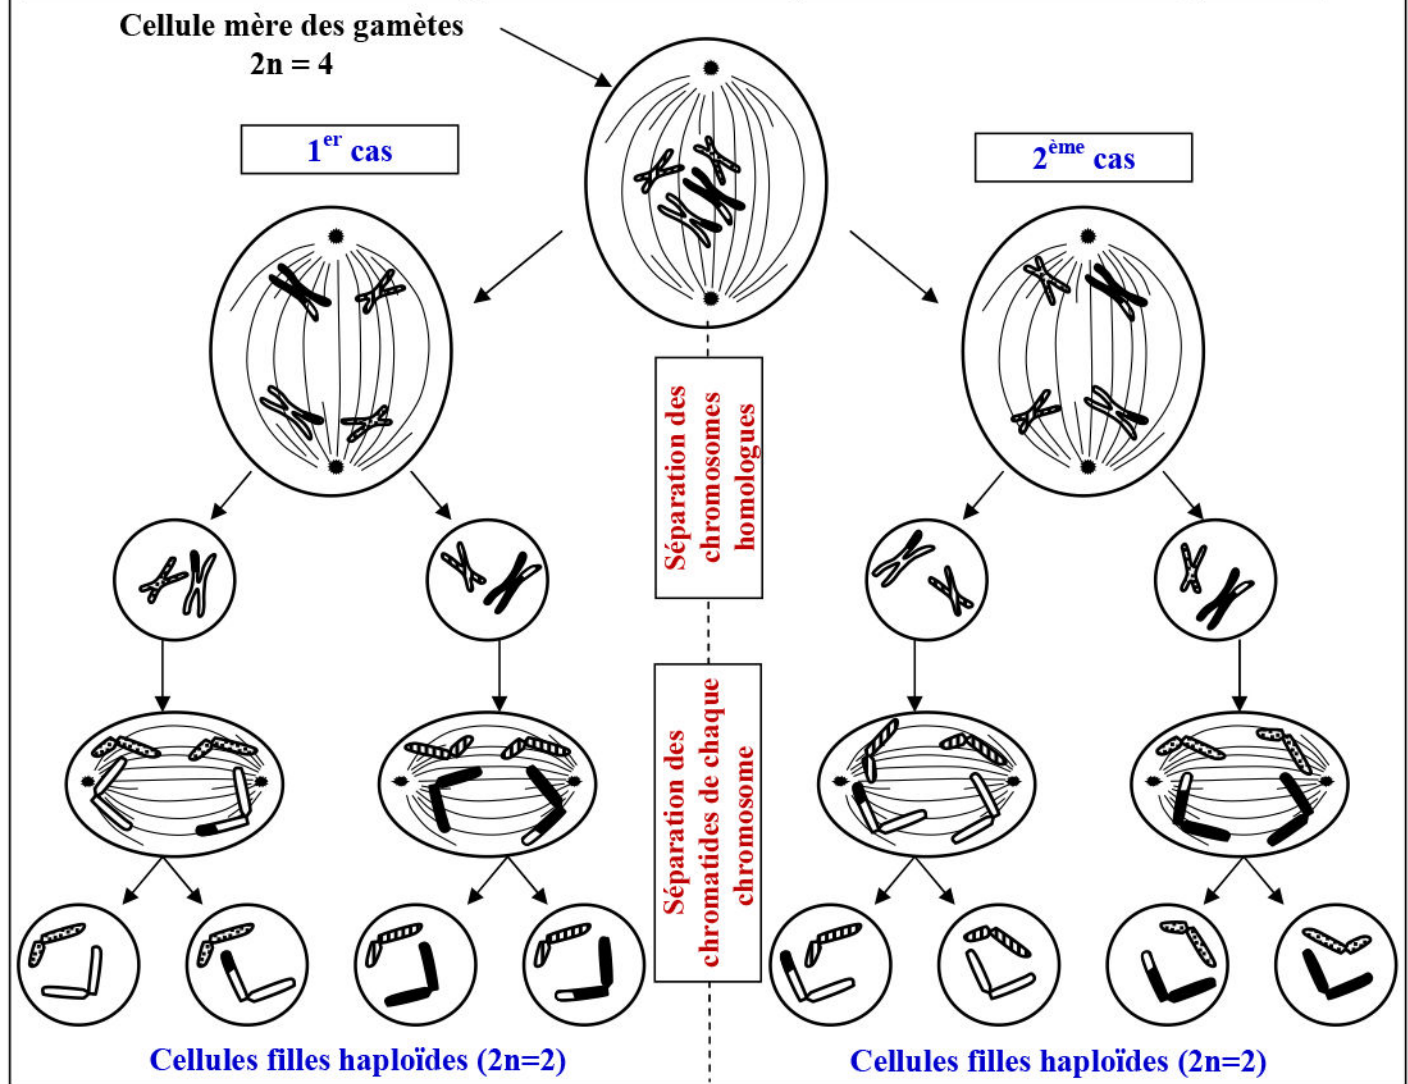 Cellule mère des gamètes
2n = 4
1er cas
2ème cas
Séparation des
chromosomes
homologues
Séparation des
chromatides de chaque
chromosome
Cellules filles haploïdes (2n=2)
Cellules filles haploïdes (2n=2)